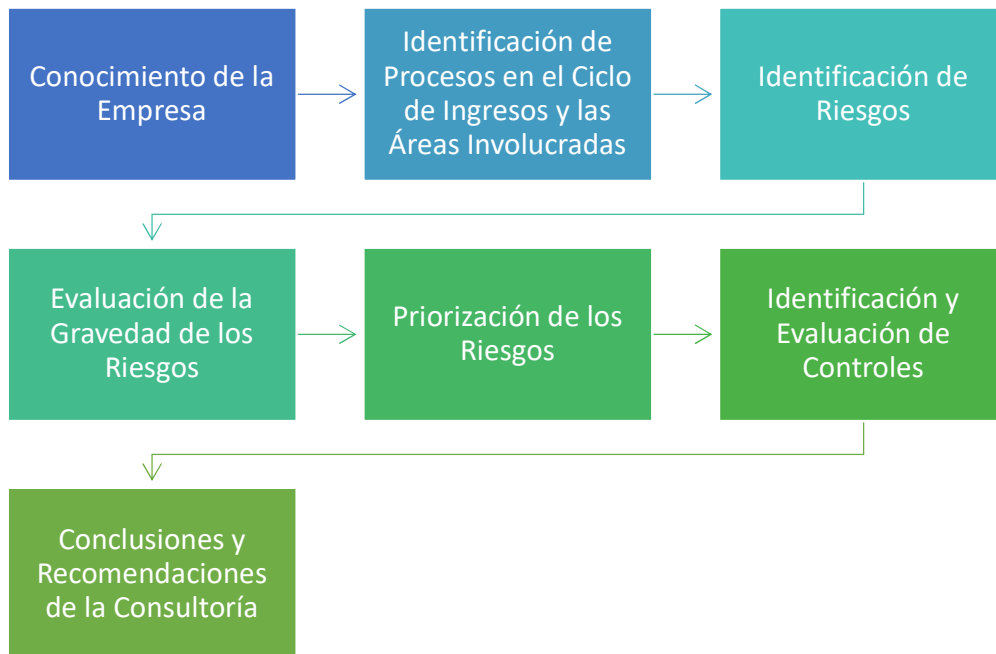 Conocimiento de la
Empresa
Identificación de
Procesos en el Ciclo
de Ingresos y las
Áreas Involucradas
Identificación de
Riesgos
Evaluación de la
Gravedad de los
Riesgos
Priorización de los
Riesgos
Identificación y
Evaluación de
Controles
Conclusiones y
Recomendaciones
de la Consultoría